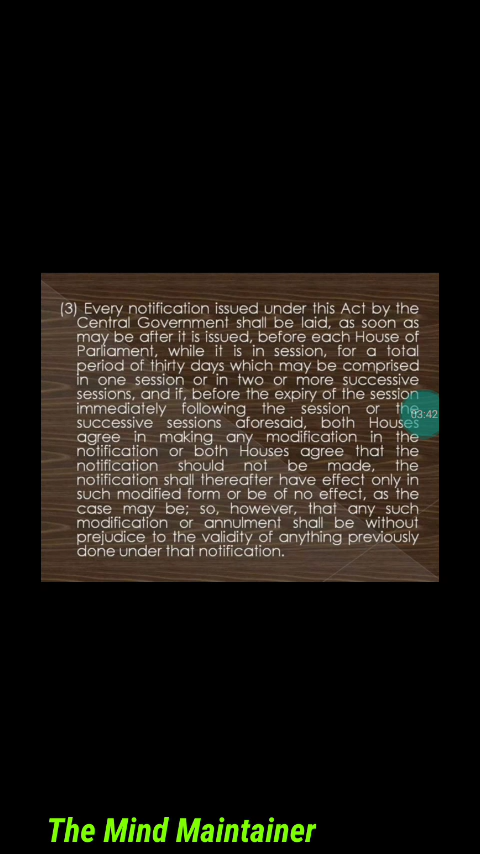 (3) Every notification issued under this Act by the
Central Government shall be laid, as soon as
may be after it is issued, before each House of
Parliament, while it is in session, for a total
period of thirty days which may be comprised
in one session or in two or more successive
sessions, and if, before the expiry of the session
immediately following the session or the
successive sessions aforesaid, both Houses
agree in making any modification in the
notification or both Houses agree that the
notification should not be made, the
notification shall thereafter have effect only in
such modified form or be of no effect, as the
case may be; so, however, that any such
modification or annulment shall be without
prejudice to the validity of anything previously
done under that notification.
03:42
The Mind Maintainer